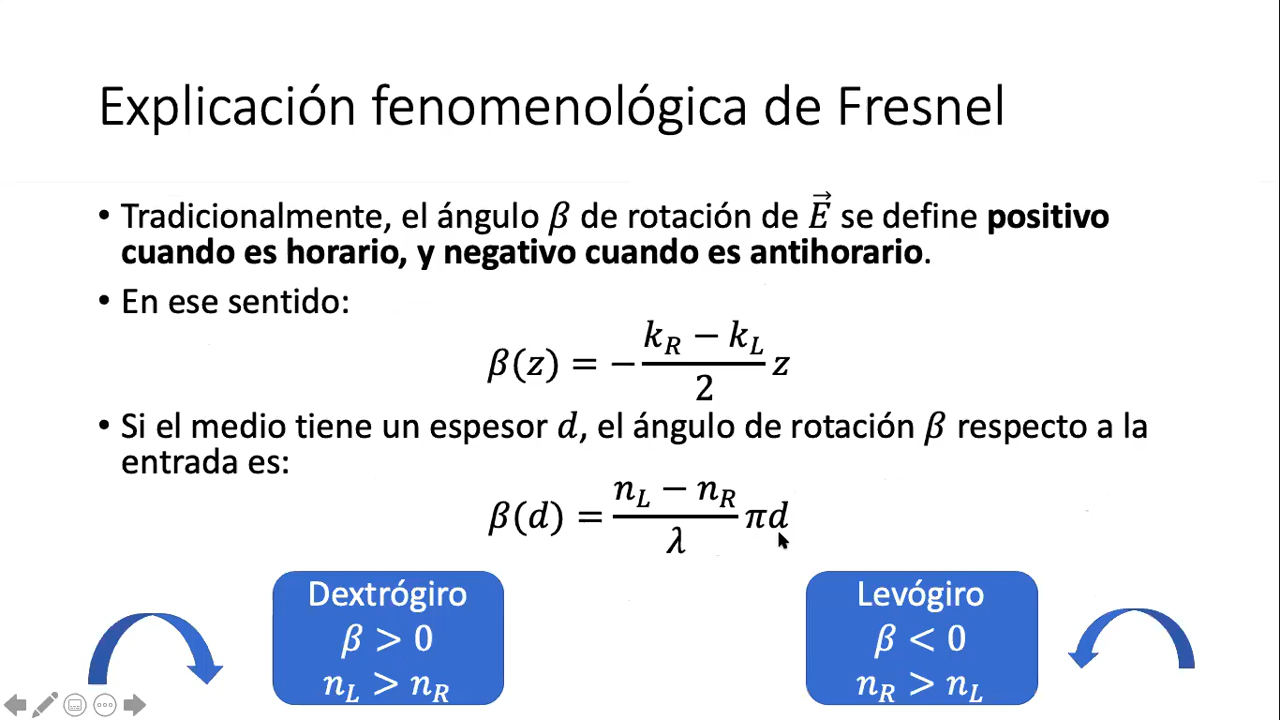 Explicación fenomenológica de Fresnel
• Tradicionalmente, el ángulo β de rotación de E⃗ se define positivo
cuando es horario, y negativo cuando es antihorario.
• En ese sentido:
β(z) = − (k_R − k_L)/2 z
• Si el medio tiene un espesor d, el ángulo de rotación β respecto a la
entrada es:
β(d) = (n_L − n_R)/λ πd
Dextrógiro
β > 0
n_L > n_R
Levógiro
β < 0
n_R > n_L